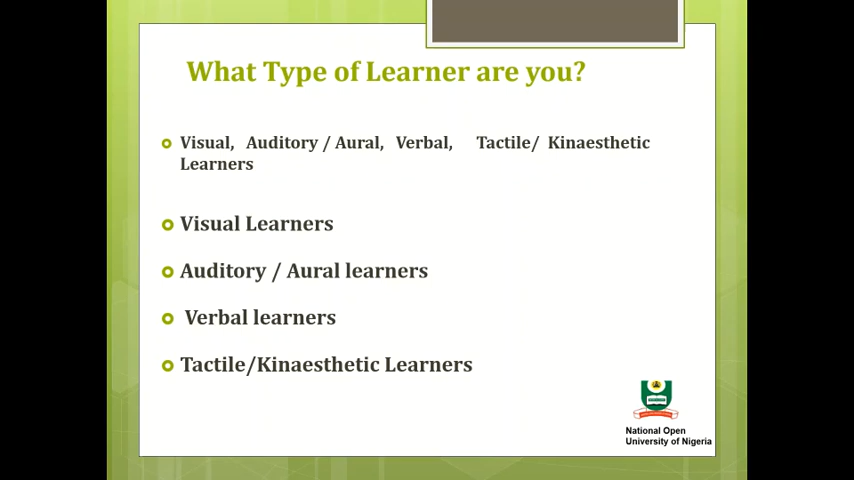 What Type of Learner are you?
Visual, Auditory / Aural, Verbal, Tactile/ Kinaesthetic
Learners
Visual Learners
Auditory / Aural learners
Verbal learners
Tactile/Kinaesthetic Learners
National Open
University of Nigeria